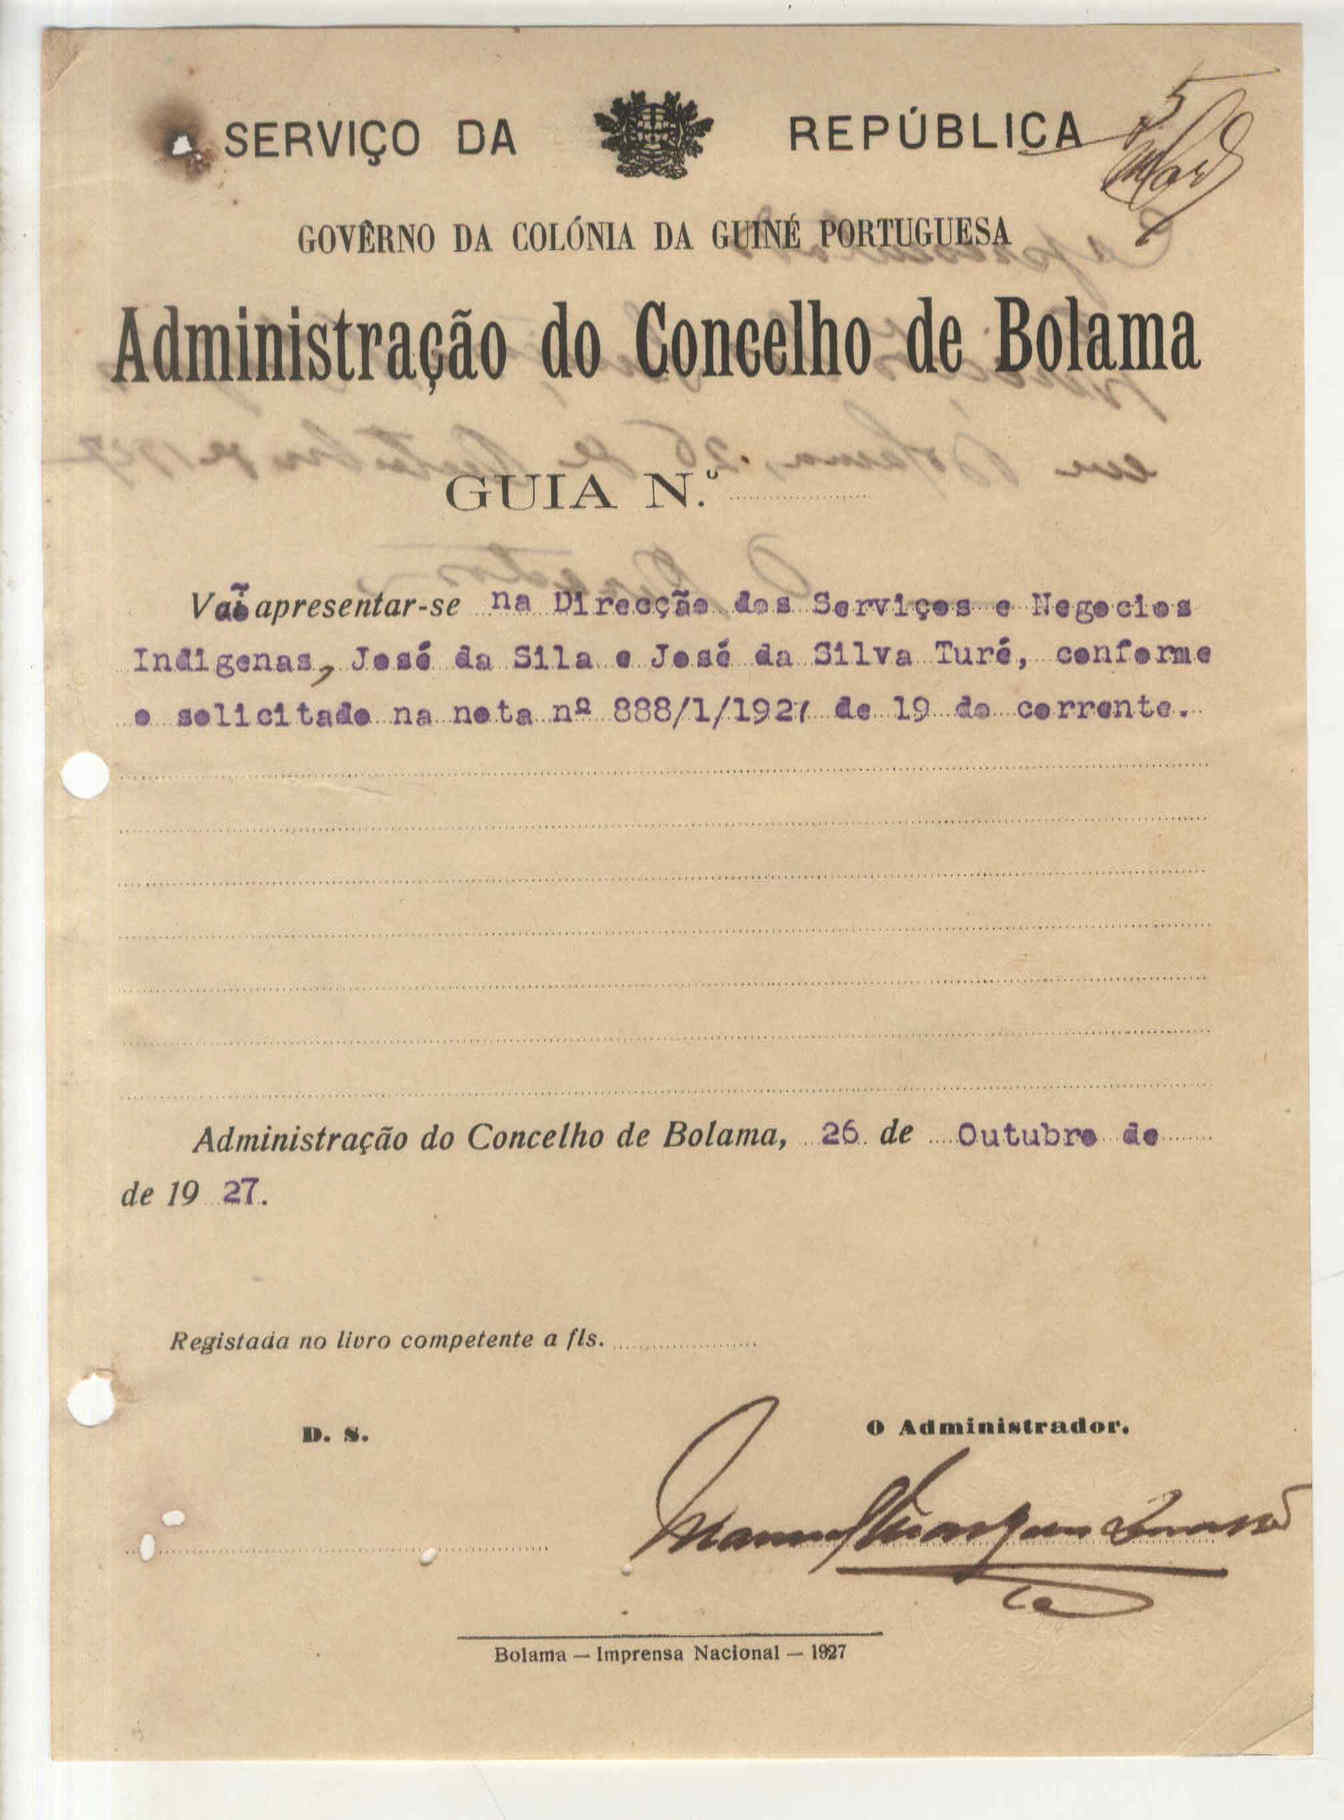 5
SERVIÇO DA REPÚBLICA
GOVÊRNO DA COLÓNIA DA GUINÉ PORTUGUESA
Administração do Concelho de Bolama
GUIA N.º
Vão apresentar-se na Direcção dos Serviços e Negocios
Indigenas, José da Sila e José da Silva Turé, conforme
o solicitado na nota nº 888/1/1927 de 19 do corrente.
Administração do Concelho de Bolama, 26 de Outubro de
de 19 27.
Registada no livro competente a fls.
D. S.
O Administrador.
Manuel
Bolama — Imprensa Nacional — 1927